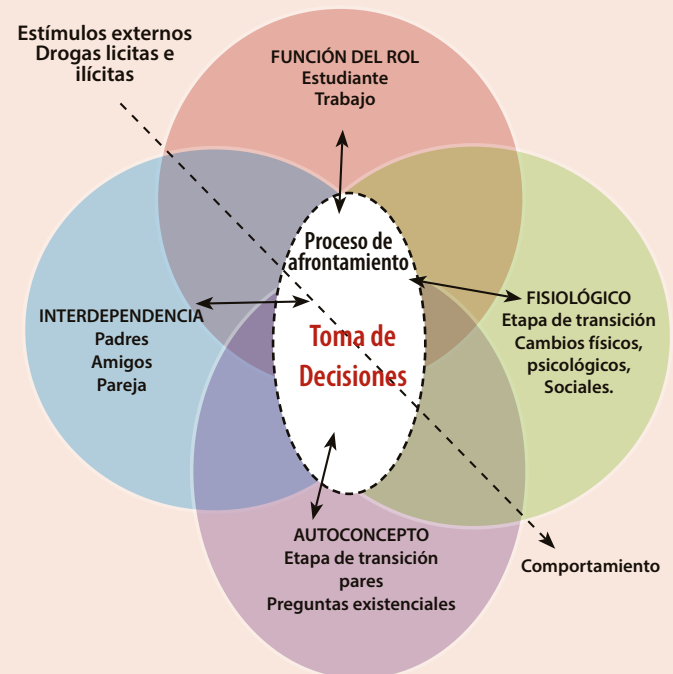 Estímulos externos
Drogas licitas e
ilícitas
FUNCIÓN DEL ROL
Estudiante
Trabajo
Proceso de
afrontamiento
INTERDEPENDENCIA
Padres
Amigos
Pareja
Toma de
Decisiones
FISIOLÓGICO
Etapa de transición
Cambios físicos,
psicológicos,
Sociales.
AUTOCONCEPTO
Etapa de transición
pares
Preguntas existenciales
Comportamiento